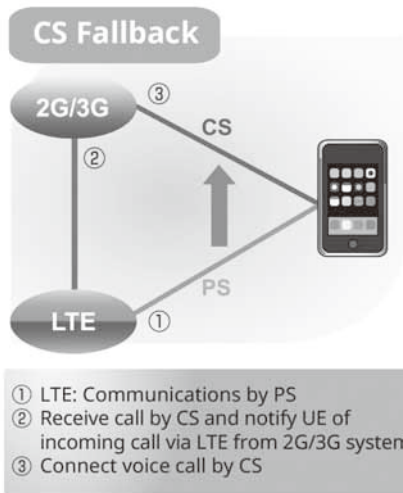 CS Fallback
2G/3G
③
CS
②
PS
LTE
①
① LTE: Communications by PS
② Receive call by CS and notify UE of
incoming call via LTE from 2G/3G system
③ Connect voice call by CS